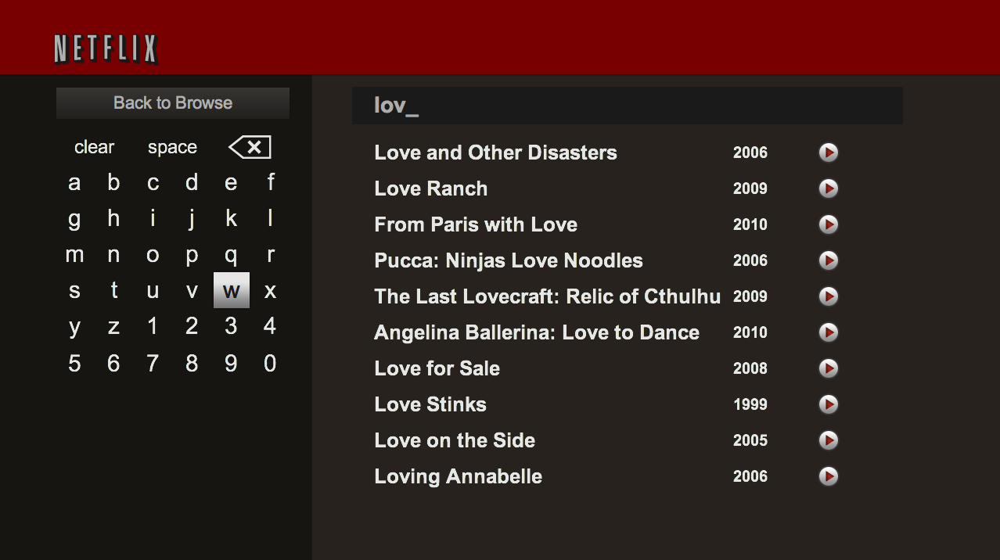 NETFLIX
Back to Browse
clear space
a b c d e f
g h i j k l
m n o p q r
s t u v w x
y z 1 2 3 4
5 6 7 8 9 0
lov_
Love and Other Disasters 2006
Love Ranch 2009
From Paris with Love 2010
Pucca: Ninjas Love Noodles 2006
The Last Lovecraft: Relic of Cthulhu 2009
Angelina Ballerina: Love to Dance 2010
Love for Sale 2008
Love Stinks 1999
Love on the Side 2005
Loving Annabelle 2006